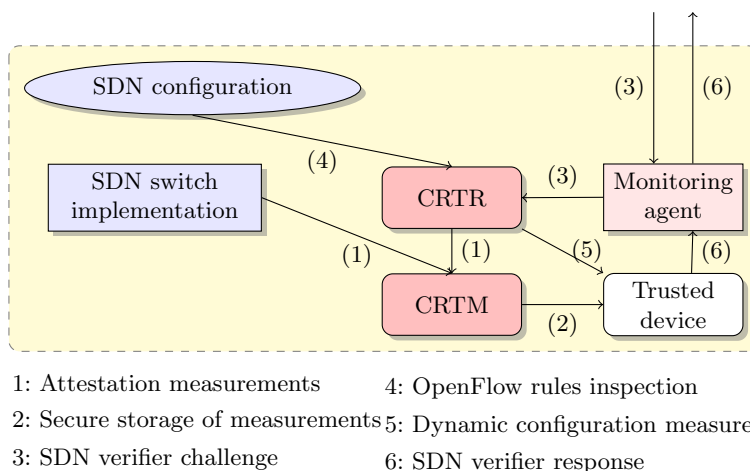 (3)
(6)
SDN configuration
(4)
SDN switch
implementation
CRTR
(3)
Monitoring
agent
(1)
(1)
(5)
(6)
CRTM
(2)
Trusted
device
1: Attestation measurements
4: OpenFlow rules inspection
2: Secure storage of measurements
5: Dynamic configuration measure
3: SDN verifier challenge
6: SDN verifier response